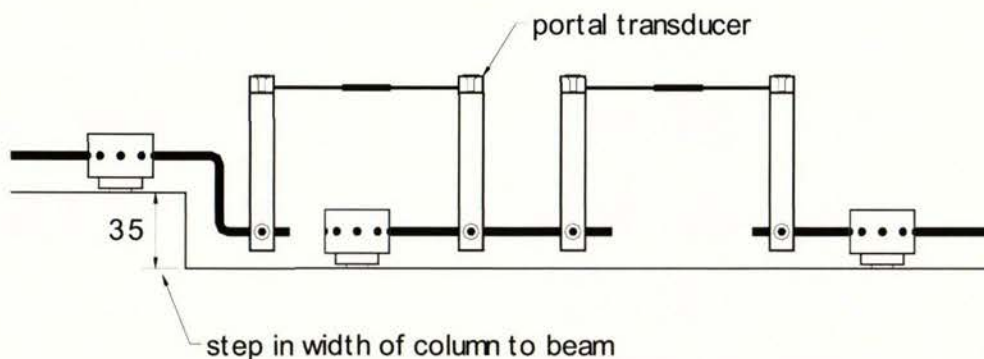 portal transducer
35
step in width of column to beam